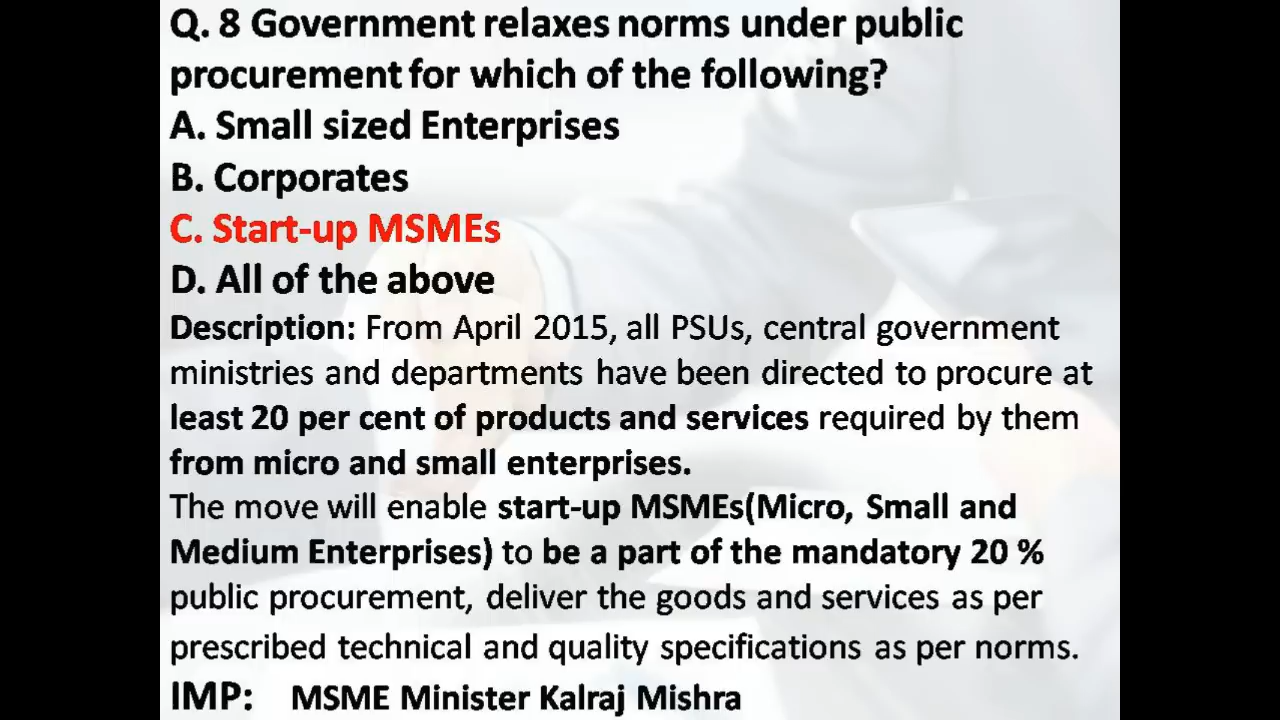 Q. 8 Government relaxes norms under public
procurement for which of the following?
A. Small sized Enterprises
B. Corporates
C. Start-up MSMEs
D. All of the above
Description: From April 2015, all PSUs, central government
ministries and departments have been directed to procure at
least 20 per cent of products and services required by them
from micro and small enterprises.
The move will enable start-up MSMEs(Micro, Small and
Medium Enterprises) to be a part of the mandatory 20 %
public procurement, deliver the goods and services as per
prescribed technical and quality specifications as per norms.
IMP: MSME Minister Kalraj Mishra